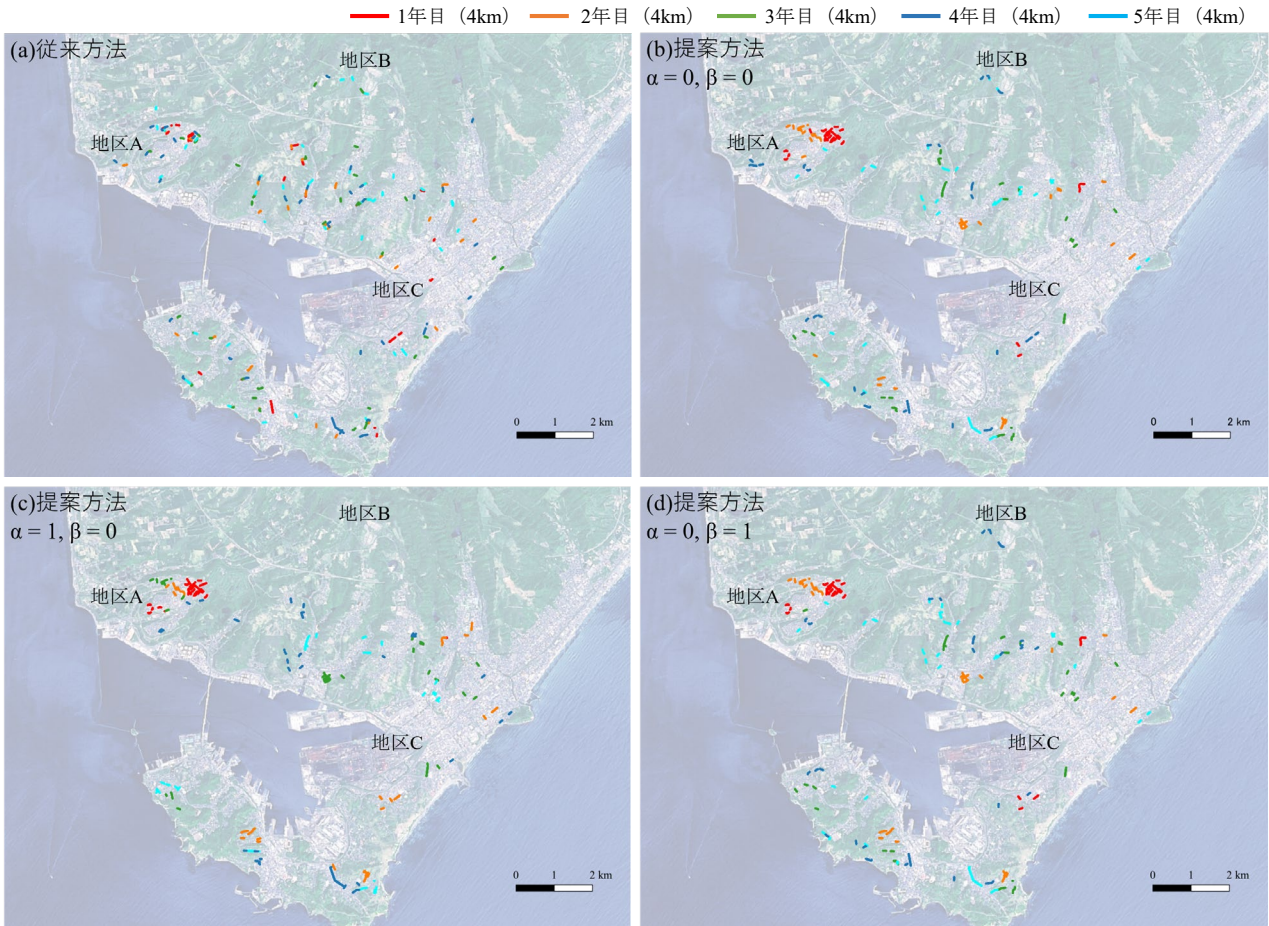 1年目（4km） 2年目（4km） 3年目（4km） 4年目（4km） 5年目（4km）
(a)従来方法
地区B
地区A
地区C
0 1 2 km
(b)提案方法
α = 0, β = 0
地区B
地区A
地区C
0 1 2 km
(c)提案方法
α = 1, β = 0
地区B
地区A
地区C
0 1 2 km
(d)提案方法
α = 0, β = 1
地区B
地区A
地区C
0 1 2 km